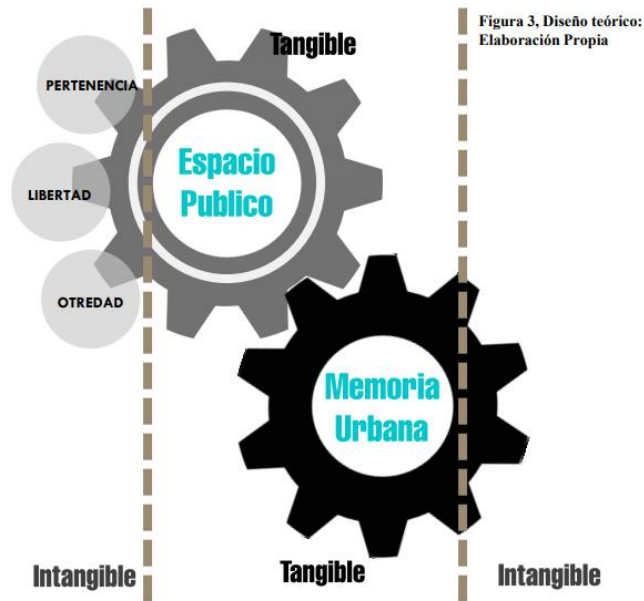 Figura 3, Diseño teórico:
Elaboración Propia
Tangible
PERTENENCIA
Espacio
Publico
LIBERTAD
OTREDAD
Memoria
Urbana
Intangible
Tangible
Intangible